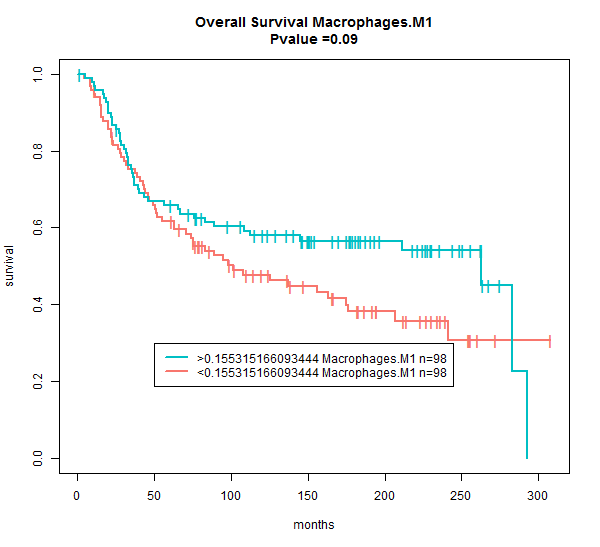 Overall Survival Macrophages.M1
Pvalue =0.09
survival
1.0
0.8
0.6
0.4
0.2
0.0
>0.155315166093444 Macrophages.M1 n=98
<0.155315166093444 Macrophages.M1 n=98
0 50 100 150 200 250 300
months